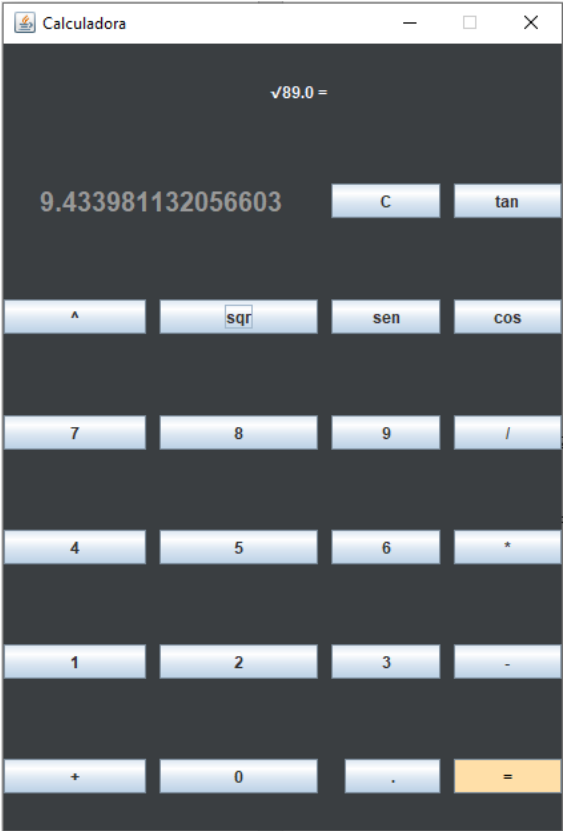 Calculadora
√89.0 =
9.433981132056603 C tan
^ sqr sen cos
7 8 9 /
4 5 6 *
1 2 3 -
+ 0 . =